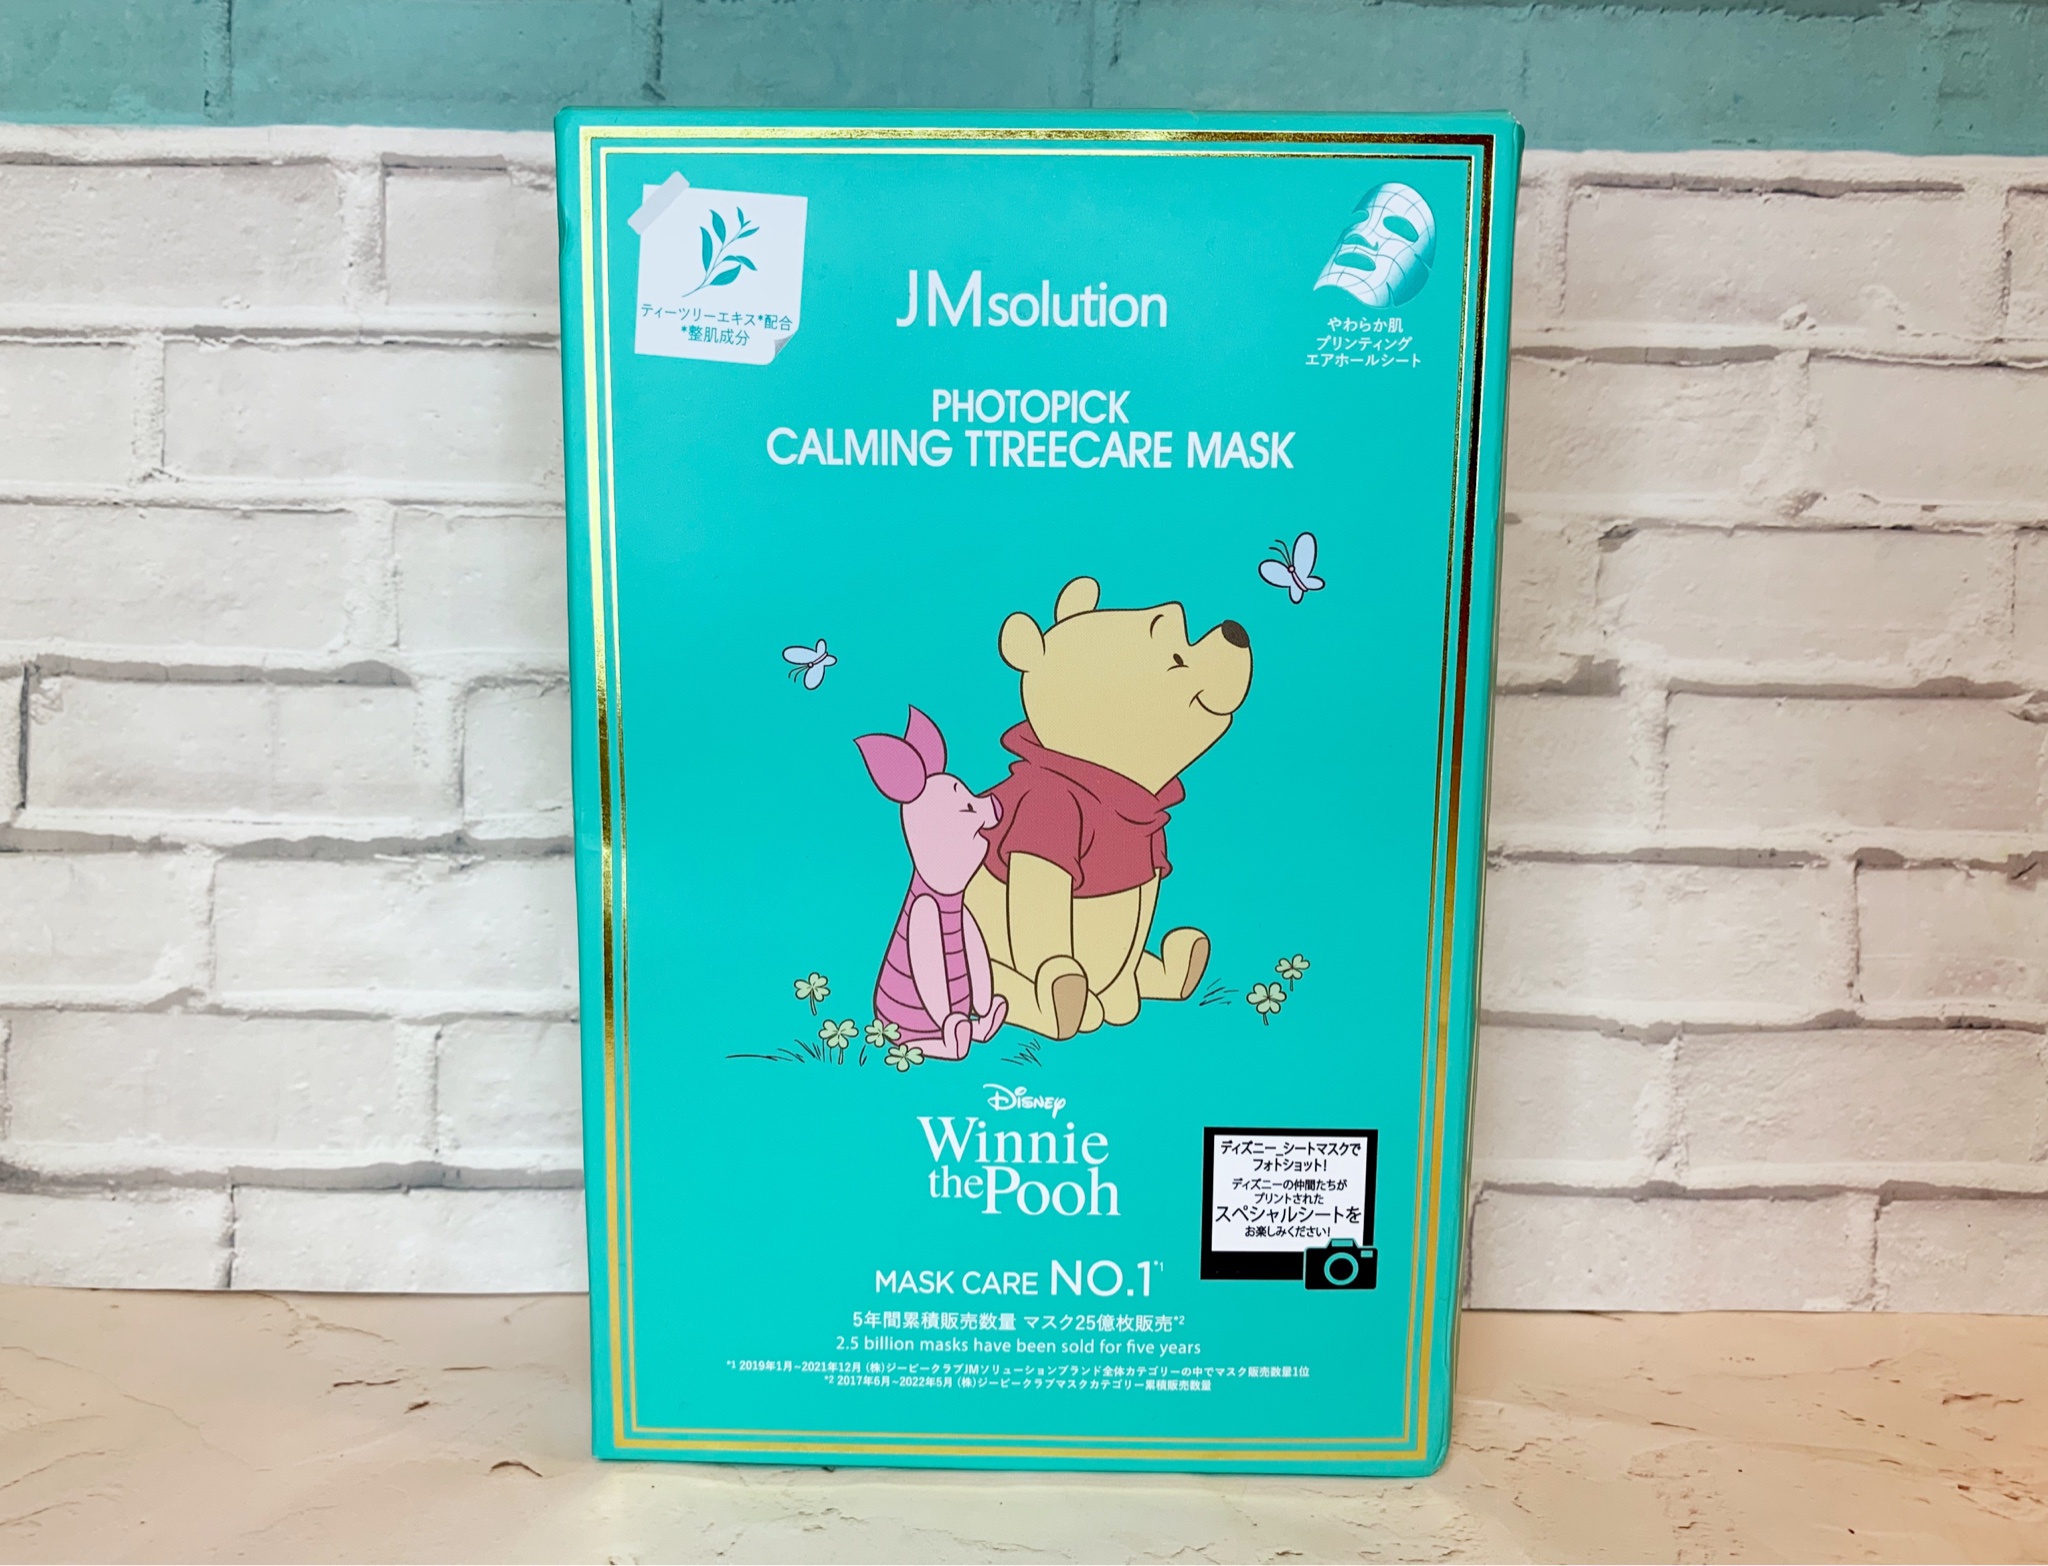 ティーツリーエキス*配合
*整肌成分
JMsolution
やわらか肌
プリンティング
エアホールシート
PHOTOPICK
CALMING TTREECARE MASK
Disney
Winnie
the Pooh
ディズニー_シートマスクで
フォトショット!
ディズニーの仲間たちが
プリントされた
スペシャルシートを
お楽しみください!
MASK CARE NO.1*1
5年間累積販売数量 マスク25億枚販売*2
2.5 billion masks have been sold for five years
*1 2019年1月~2021年12月 (株)ジーピークラブJMソリューションブランド全体カテゴリーの中でマスク販売数量1位
*2 2017年6月~2022年5月 (株)ジーピークラブマスクカテゴリー累積販売数量